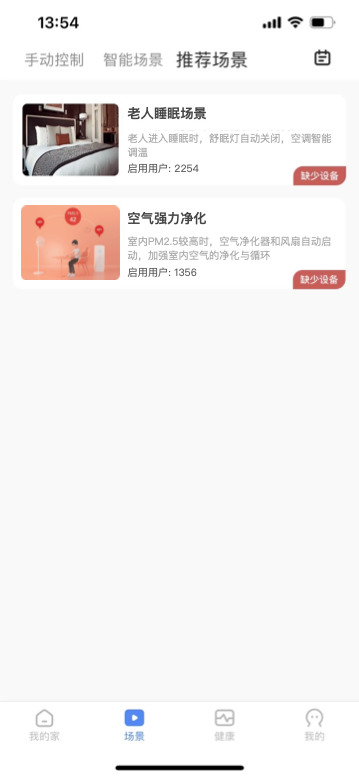 13:54
手动控制 智能场景 推荐场景
老人睡眠场景
老人进入睡眠时，舒眠灯自动关闭，空调智能
调温
启用用户: 2254
缺少设备
空气强力净化
室内PM2.5较高时，空气净化器和风扇自动启
动，加强室内空气的净化与循环
启用用户: 1356
缺少设备
我的家 场景 健康 我的